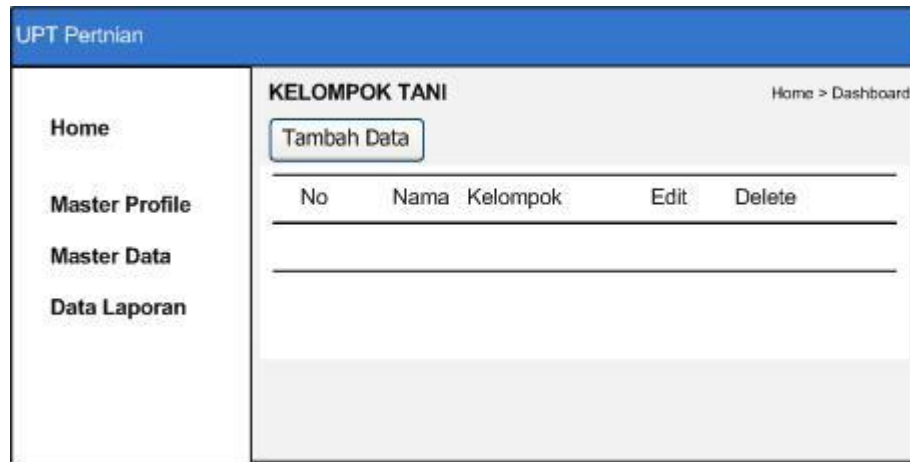 UPT Pertnian
KELOMPOK TANI
Home > Dashboard
Home
Tambah Data
Master Profile
Master Data
Data Laporan
No Nama Kelompok Edit Delete